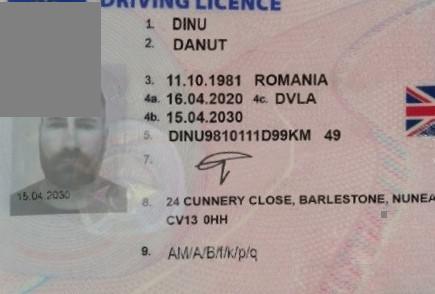 DRIVING LICENCE
1. DINU
2. DANUT
3. 11.10.1981 ROMANIA
4a. 16.04.2020 4c. DVLA
4b. 15.04.2030
5. DINU9810111D99KM 49
7.
15.04.2030
8. 24 CUNNERY CLOSE, BARLESTONE, NUNEA
CV13 0HH
9. AM/A/B/f/k/p/q